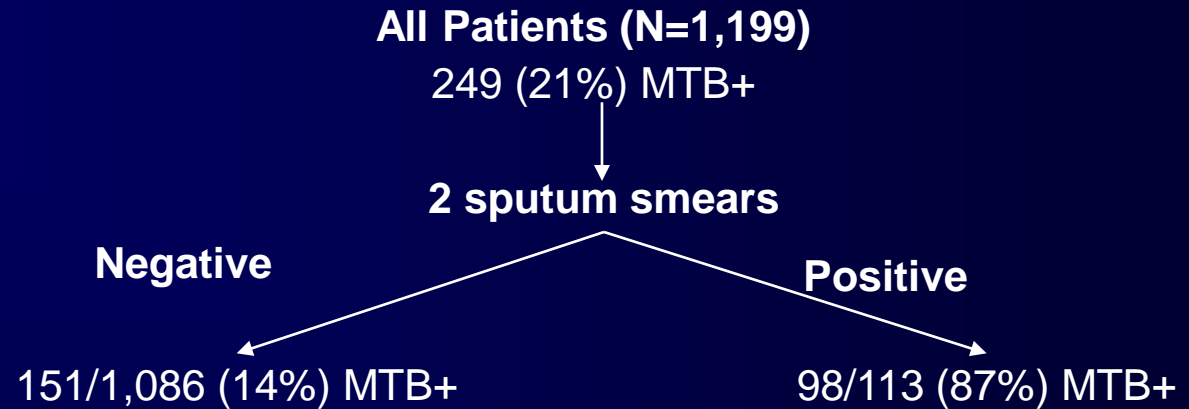 All Patients (N=1,199)
249 (21%) MTB+
2 sputum smears
Negative
Positive
151/1,086 (14%) MTB+
98/113 (87%) MTB+